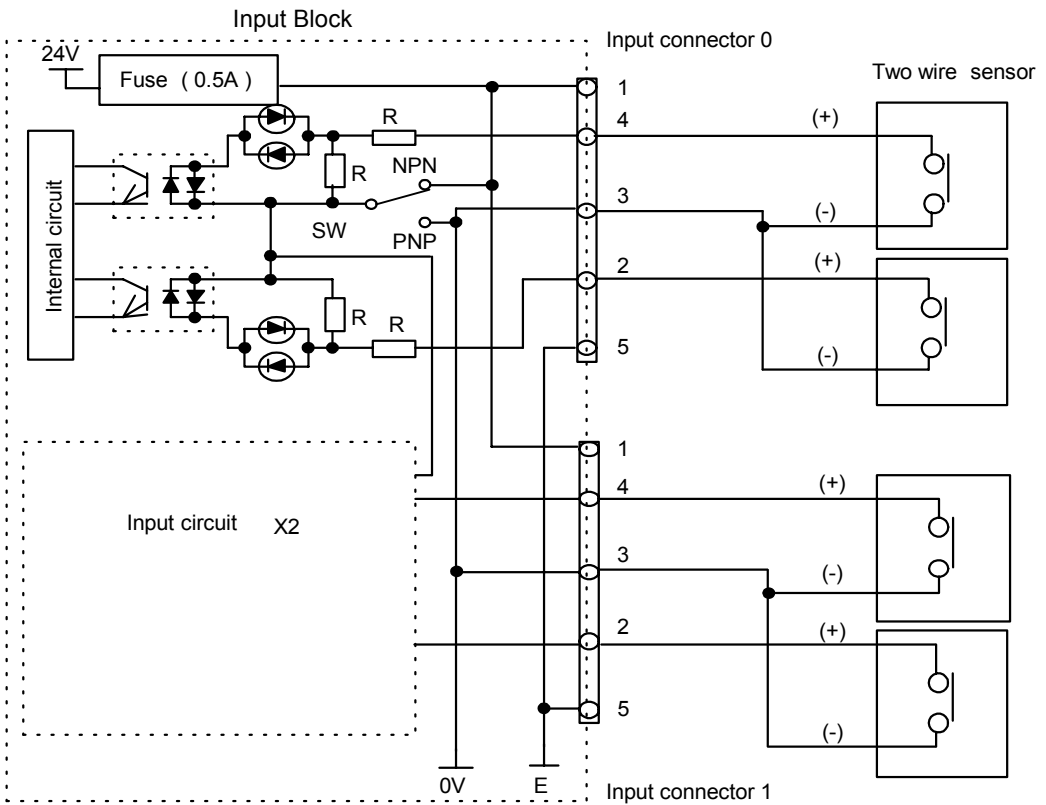 Input Block
Input connector 0
24V
Fuse ( 0.5A )
Two wire sensor
1
R
4
(+)
R
NPN
3
Internal circuit
SW
PNP
(-)
2
(+)
R
R
5
(-)
1
4
(+)
Input circuit X2
3
(-)
2
(+)
5
(-)
0V
E
Input connector 1